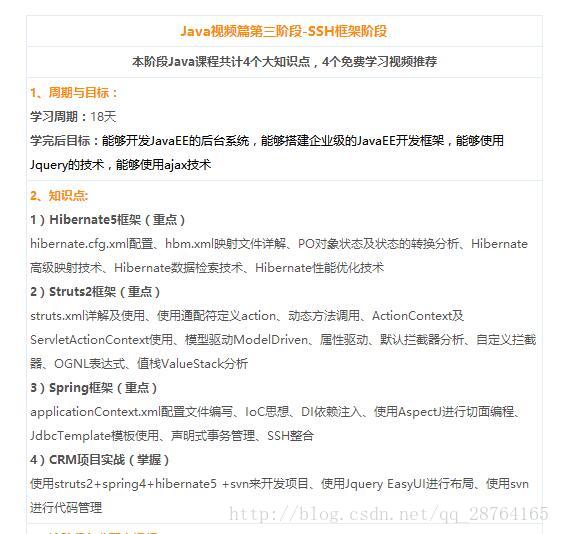 Java视频篇第三阶段-SSH框架阶段
本阶段Java课程共计4个大知识点，4个免费学习视频推荐
1、周期与目标：
学习周期：18天
学完后目标：能够开发JavaEE的后台系统，能够搭建企业级的JavaEE开发框架，能够使用
Jquery的技术，能够使用ajax技术
2、知识点:
1）Hibernate5框架（重点）
hibernate.cfg.xml配置、hbm.xml映射文件详解、PO对象状态及状态的转换分析、Hibernate
高级映射技术、Hibernate数据检索技术、Hibernate性能优化技术
2）Struts2框架（重点）
struts.xml详解及使用、使用通配符定义action、动态方法调用、ActionContext及
ServletActionContext使用、模型驱动ModelDriven、属性驱动、默认拦截器分析、自定义拦截
器、OGNL表达式、值栈ValueStack分析
3）Spring框架（重点）
applicationContext.xml配置文件编写、IoC思想、DI依赖注入、使用AspectJ进行切面编程、
JdbcTemplate模板使用、声明式事务管理、SSH整合
4）CRM项目实战（掌握）
使用struts2+spring4+hibernate5 +svn来开发项目、使用Jquery EasyUI进行布局、使用svn
进行代码管理
http://blog.csdn.net/qq_28764165